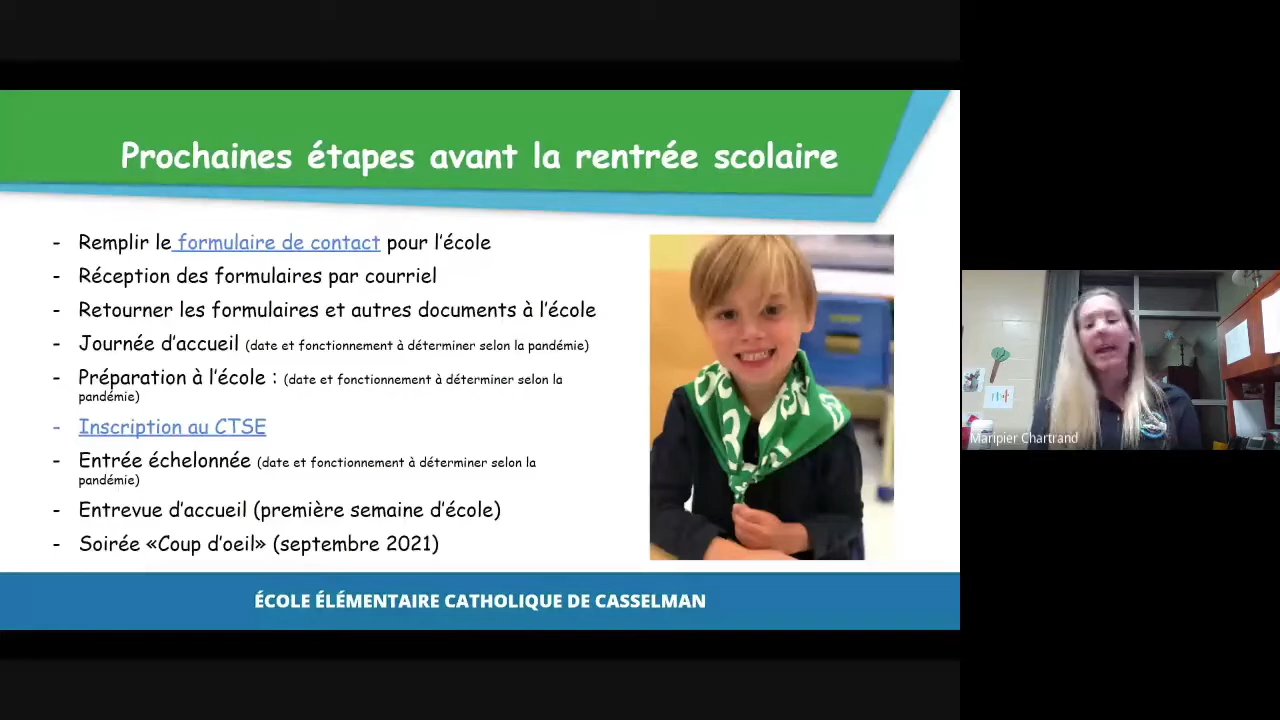 Prochaines étapes avant la rentrée scolaire
- Remplir le formulaire de contact pour l'école
- Réception des formulaires par courriel
- Retourner les formulaires et autres documents à l'école
- Journée d'accueil (date et fonctionnement à déterminer selon la pandémie)
- Préparation à l'école : (date et fonctionnement à déterminer selon la
pandémie)
- Inscription au CTSE
- Entrée échelonnée (date et fonctionnement à déterminer selon la
pandémie)
- Entrevue d'accueil (première semaine d'école)
- Soirée «Coup d'oeil» (septembre 2021)
ÉCOLE ÉLÉMENTAIRE CATHOLIQUE DE CASSELMAN
Maripier Chartrand